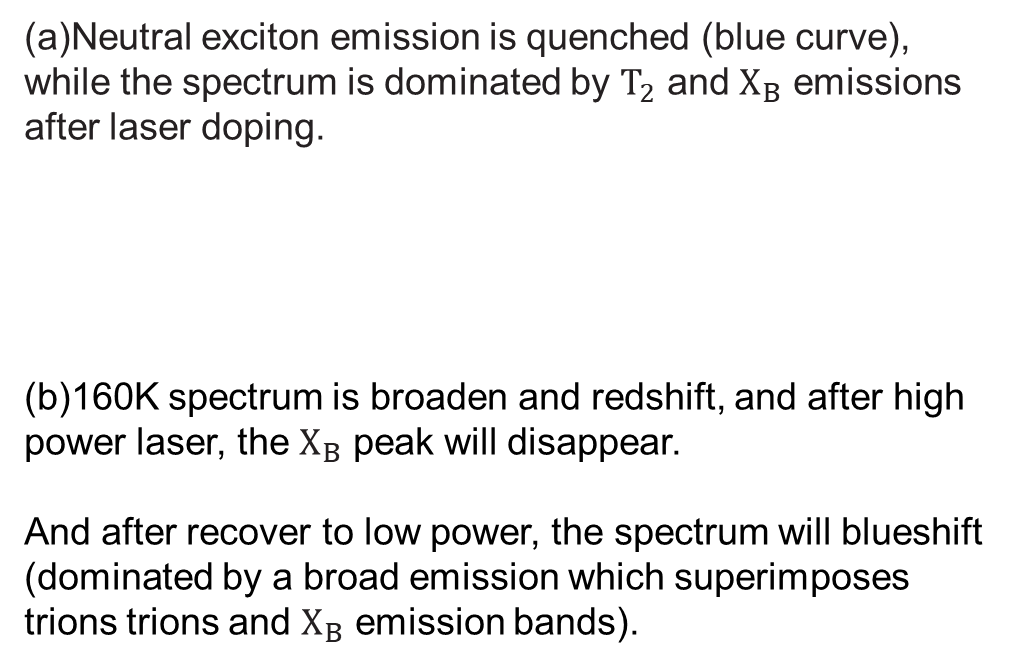 (a)Neutral exciton emission is quenched (blue curve),
while the spectrum is dominated by T₂ and X_B emissions
after laser doping.
(b)160K spectrum is broaden and redshift, and after high
power laser, the X_B peak will disappear.
And after recover to low power, the spectrum will blueshift
(dominated by a broad emission which superimposes
trions trions and X_B emission bands).